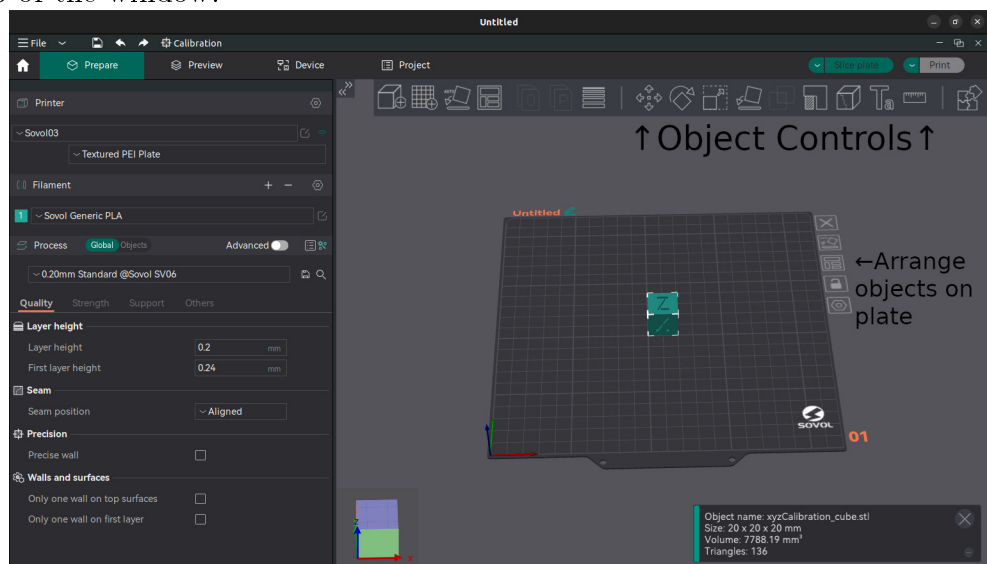 Untitled
File
Calibration
Prepare
Preview
Device
Project
Slice plate
Print
Printer
Sovol03
Textured PEI Plate
Filament
1
Sovol Generic PLA
Process
Global
Objects
Advanced
0.20mm Standard @Sovol SV06
Quality
Strength
Support
Others
Layer height
Layer height
0.2
mm
First layer height
0.24
mm
Seam
Seam position
Aligned
Precision
Precise wall
Walls and surfaces
Only one wall on top surfaces
Only one wall on first layer
AUTO
Ta
↑Object Controls↑
Untitled
←Arrange
objects on
plate
Z
SOVOL
01
z
x
Object name: xyzCalibration_cube.stl
Size: 20 x 20 x 20 mm
Volume: 7788.19 mm³
Triangles: 136